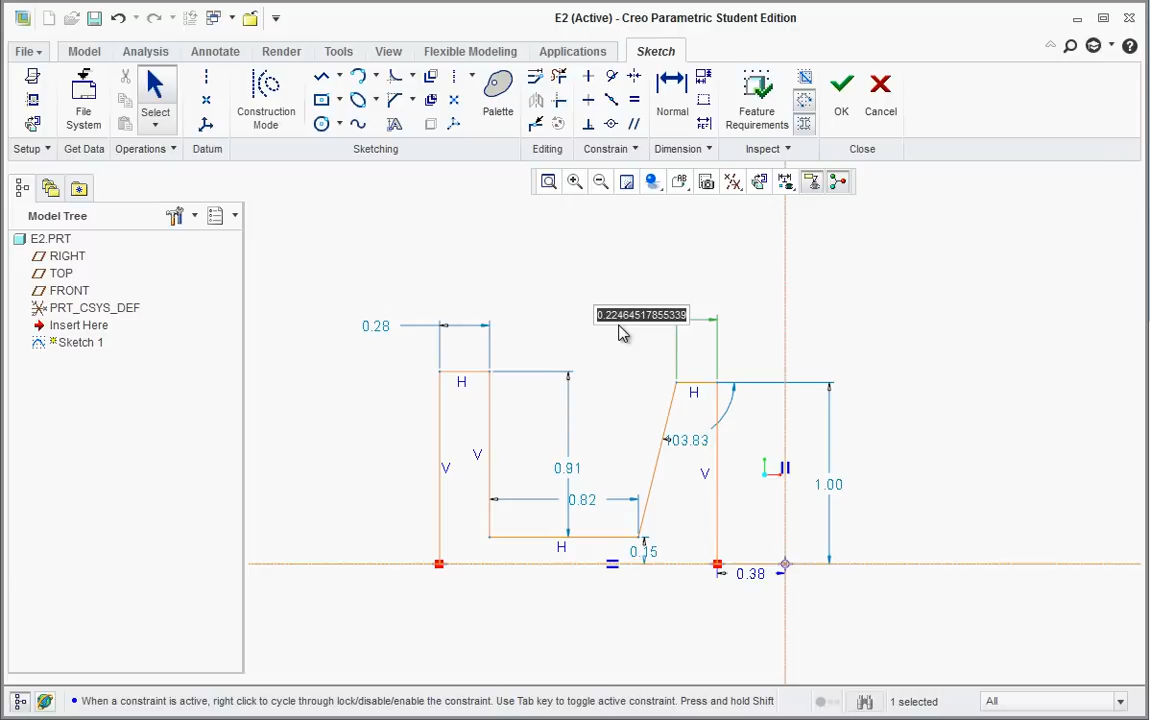 E2 (Active) - Creo Parametric Student Edition
File Model Analysis Annotate Render Tools View Flexible Modeling Applications Sketch
File System
Select
Construction Mode
Palette
Normal
Feature Requirements
OK
Cancel
Setup Get Data Operations Datum Sketching Editing Constrain Dimension Inspect Close
Model Tree
E2.PRT
RIGHT
TOP
FRONT
PRT_CSYS_DEF
Insert Here
Sketch 1
0.22464517855339
0.28
H
H
03.83
V
V
0.91
V
1.00
0.82
H
0.15
0.38
When a constraint is active, right click to cycle through lock/disable/enable the constraint. Use Tab key to toggle active constraint. Press and hold Shift
1 selected
All